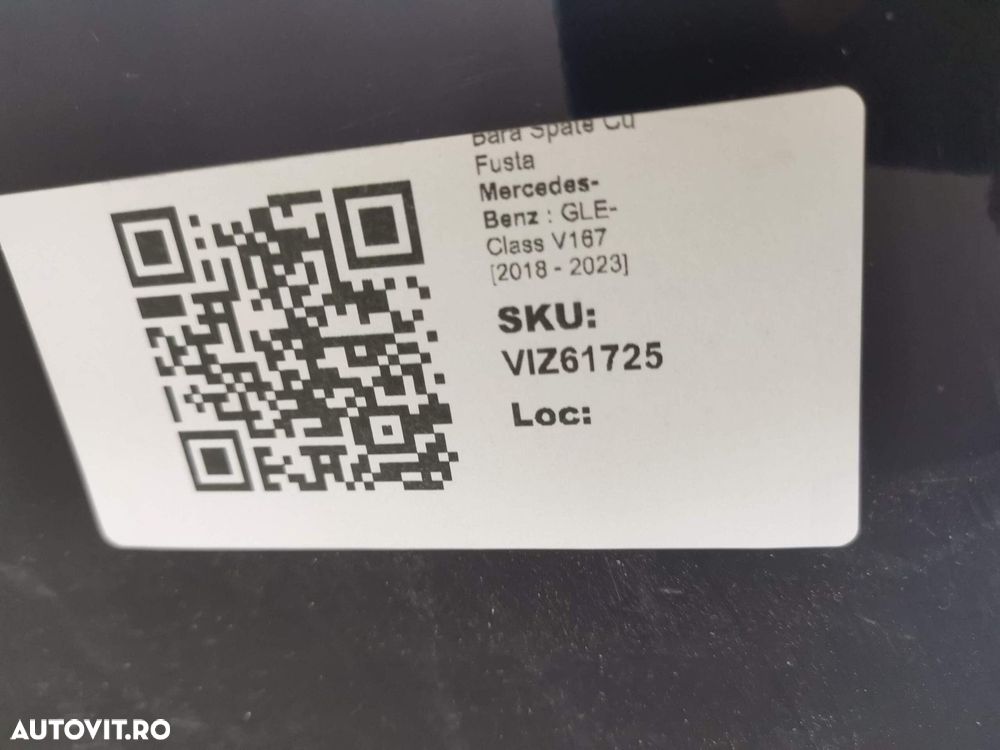 Bara Spate Cu
Fusta
Mercedes-
Benz : GLE-
Class V167
[2018 - 2023]
SKU:
VIZ61725
Loc:
AUTOVIT.RO